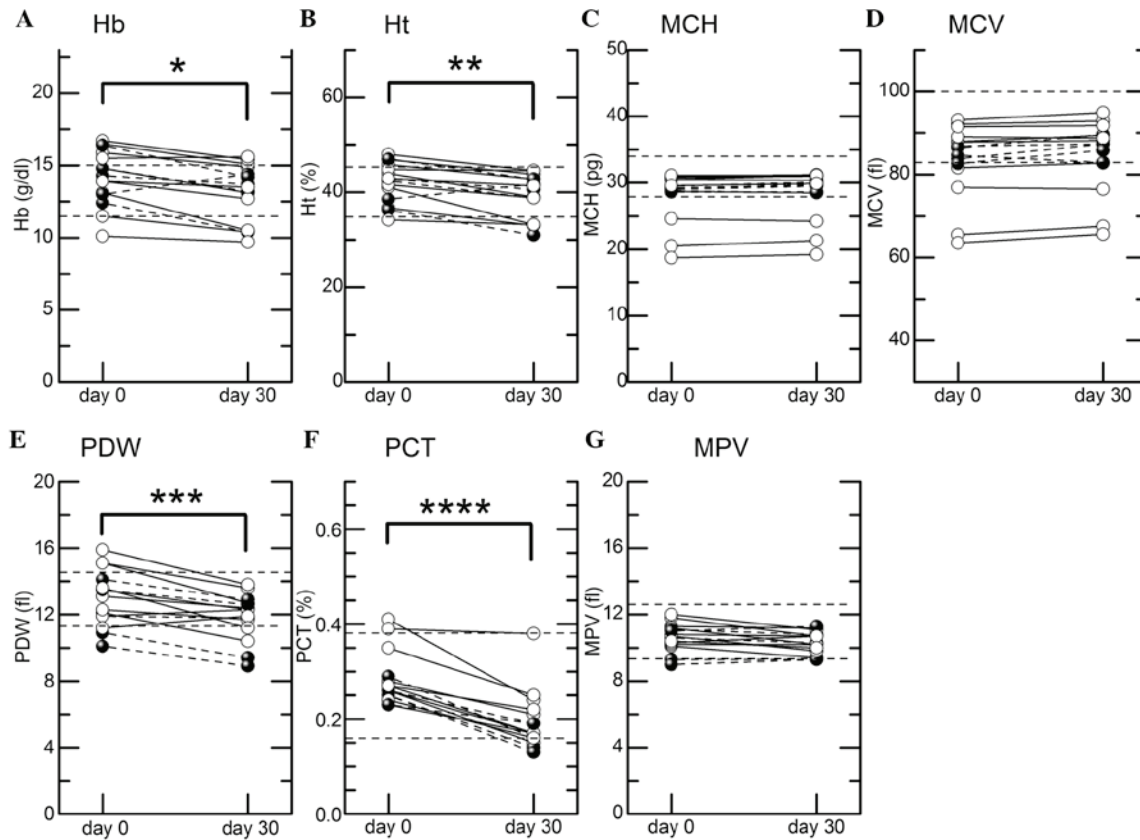 A Hb
B Ht
C MCH
D MCV
*
**
Hb (g/dl)
20
15
10
5
0
day 0 day 30
Ht (%)
60
40
20
0
day 0 day 30
MCH (pg)
50
40
30
20
10
0
day 0 day 30
MCV (fl)
100
80
60
40
day 0 day 30
E PDW
F PCT
G MPV
***
****
PDW (fl)
20
16
12
8
4
0
day 0 day 30
PCT (%)
0.6
0.4
0.2
0.0
day 0 day 30
MPV (fl)
20
16
12
8
4
0
day 0 day 30